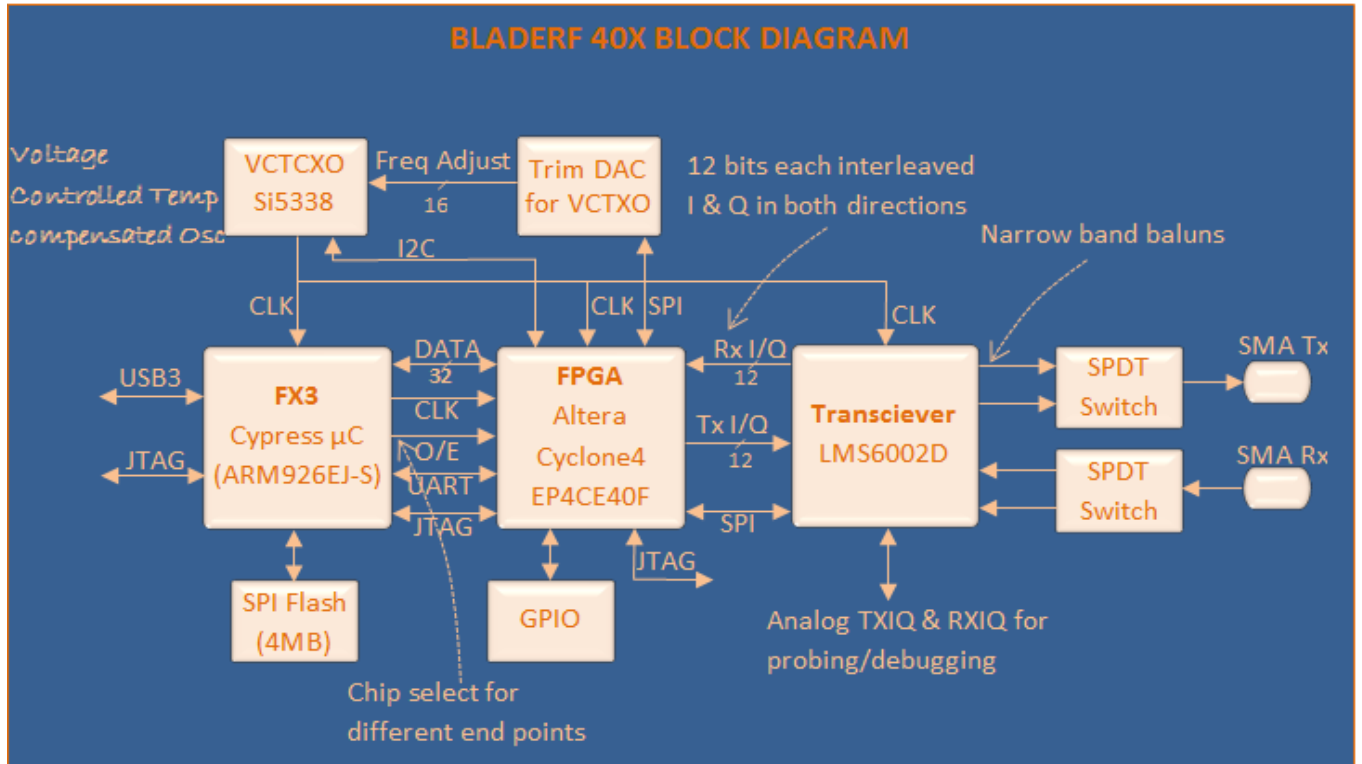 BLADERF 40X BLOCK DIAGRAM
Voltage
Controlled Temp
compensated Osc
VCTCXO
Si5338
Freq Adjust
16
Trim DAC
for VCTXO
12 bits each interleaved
I & Q in both directions
Narrow band baluns
I2C
CLK
CLK
SPI
CLK
USB3
JTAG
FX3
Cypress µC
(ARM926EJ-S)
DATA
32
CLK
O/E
UART
JTAG
FPGA
Altera
Cyclone4
EP4CE40F
Rx I/Q
12
Tx I/Q
12
SPI
Transciever
LMS6002D
SPDT
Switch
SMA Tx
SPDT
Switch
SMA Rx
SPI Flash
(4MB)
GPIO
JTAG
Analog TXIQ & RXIQ for
probing/debugging
Chip select for
different end points